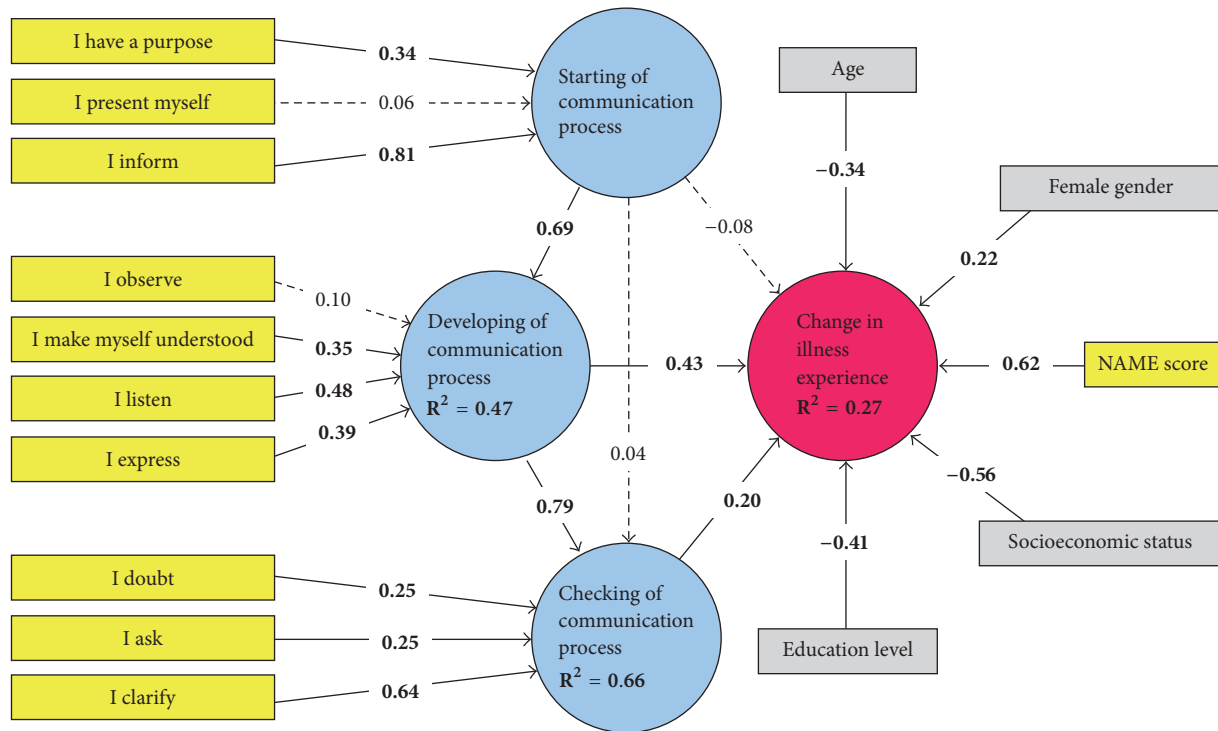 I have a purpose
0.34
I present myself
0.06
I inform
0.81
Starting of
communication
process
Age
−0.34
Female gender
0.22
0.69
−0.08
I observe
0.10
I make myself understood
0.35
I listen
0.48
I express
0.39
Developing of
communication
process
R² = 0.47
0.43
Change in
illness
experience
R² = 0.27
0.62
NAME score
0.04
0.79
0.20
−0.56
Socioeconomic status
−0.41
Education level
I doubt
0.25
I ask
0.25
I clarify
0.64
Checking of
communication
process
R² = 0.66